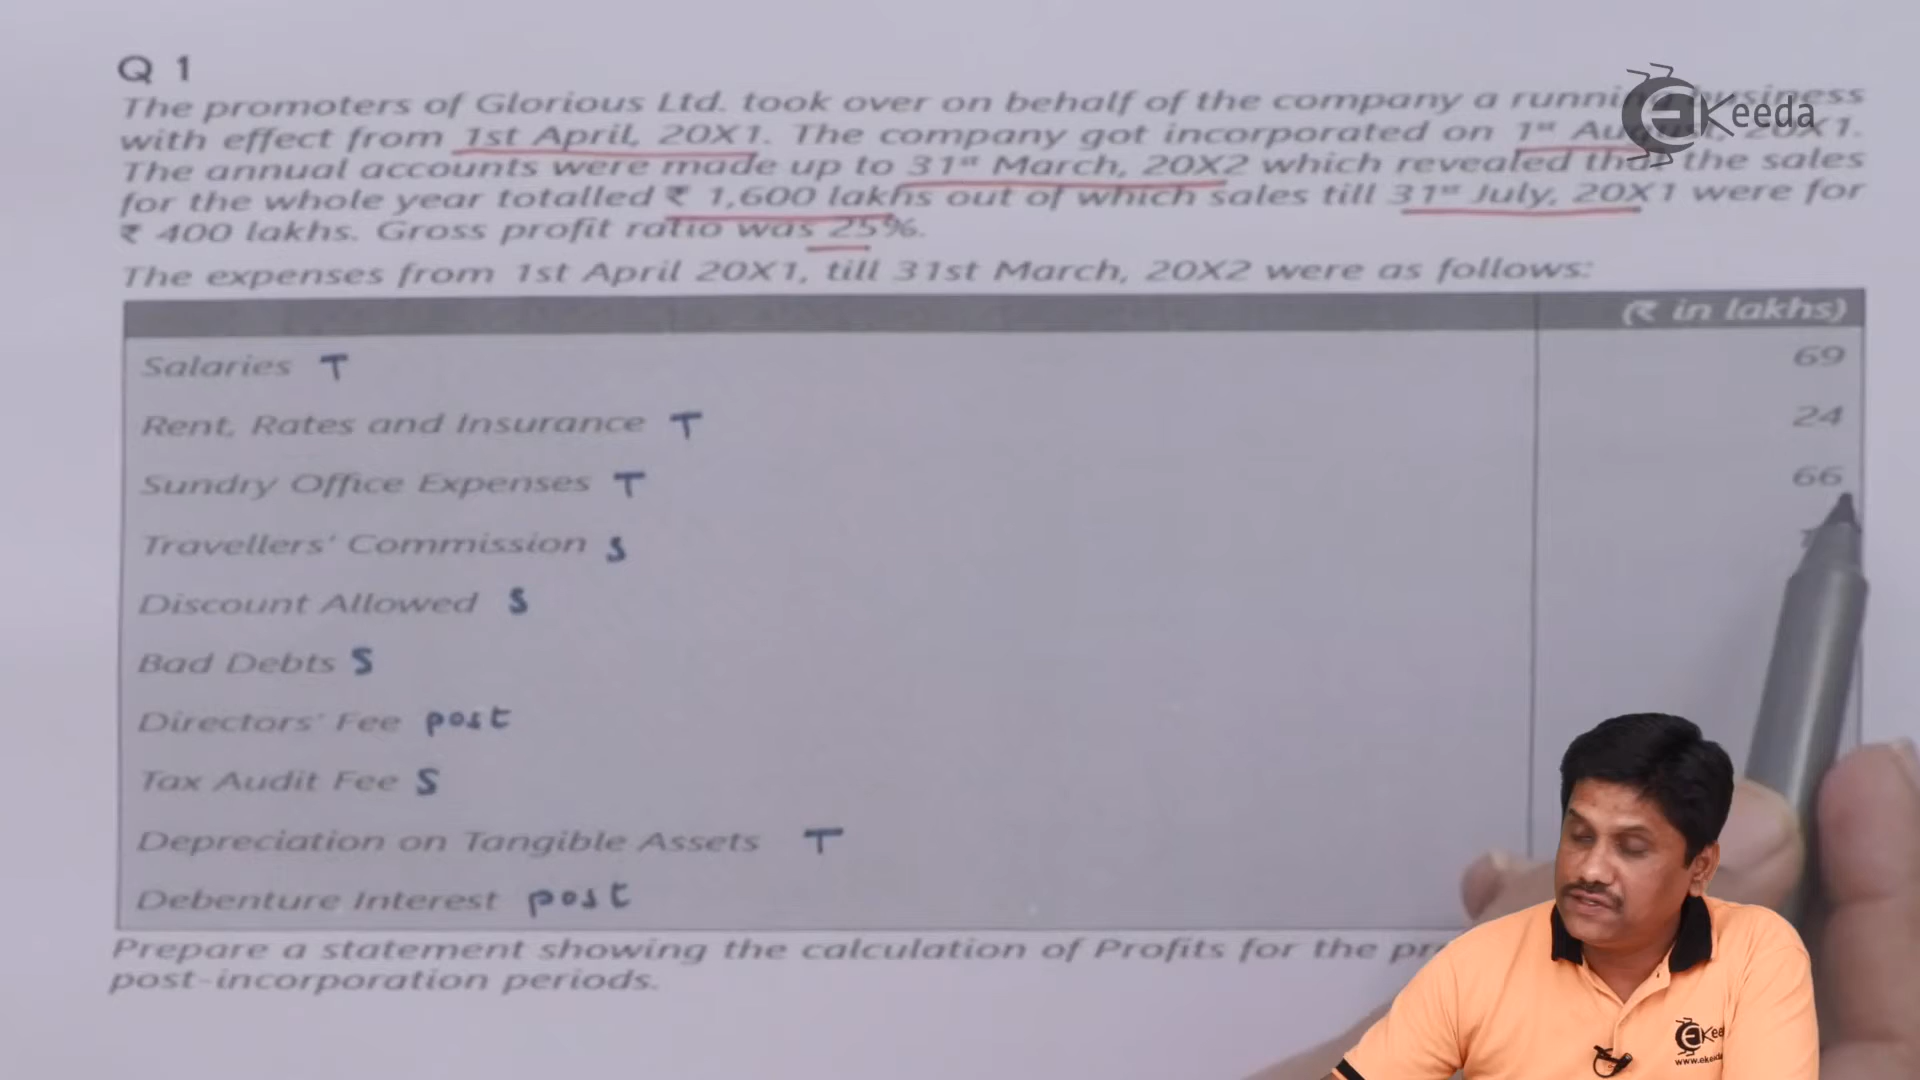 Q 1
EKeeda
The promoters of Glorious Ltd. took over on behalf of the company a running business
with effect from 1st April, 20X1. The company got incorporated on 1st August, 20X1.
The annual accounts were made up to 31st March, 20X2 which revealed that the sales
for the whole year totalled ₹ 1,600 lakhs out of which sales till 31st July, 20X1 were for
₹ 400 lakhs. Gross profit ratio was 25%.
The expenses from 1st April 20X1, till 31st March, 20X2 were as follows:
(₹ in lakhs)
Salaries T 69
Rent, Rates and Insurance T 24
Sundry Office Expenses T 66
Travellers' Commission S
Discount Allowed S
Bad Debts S
Directors' Fee post
Tax Audit Fee S
Depreciation on Tangible Assets T
Debenture Interest post
Prepare a statement showing the calculation of Profits for the
post-incorporation periods.